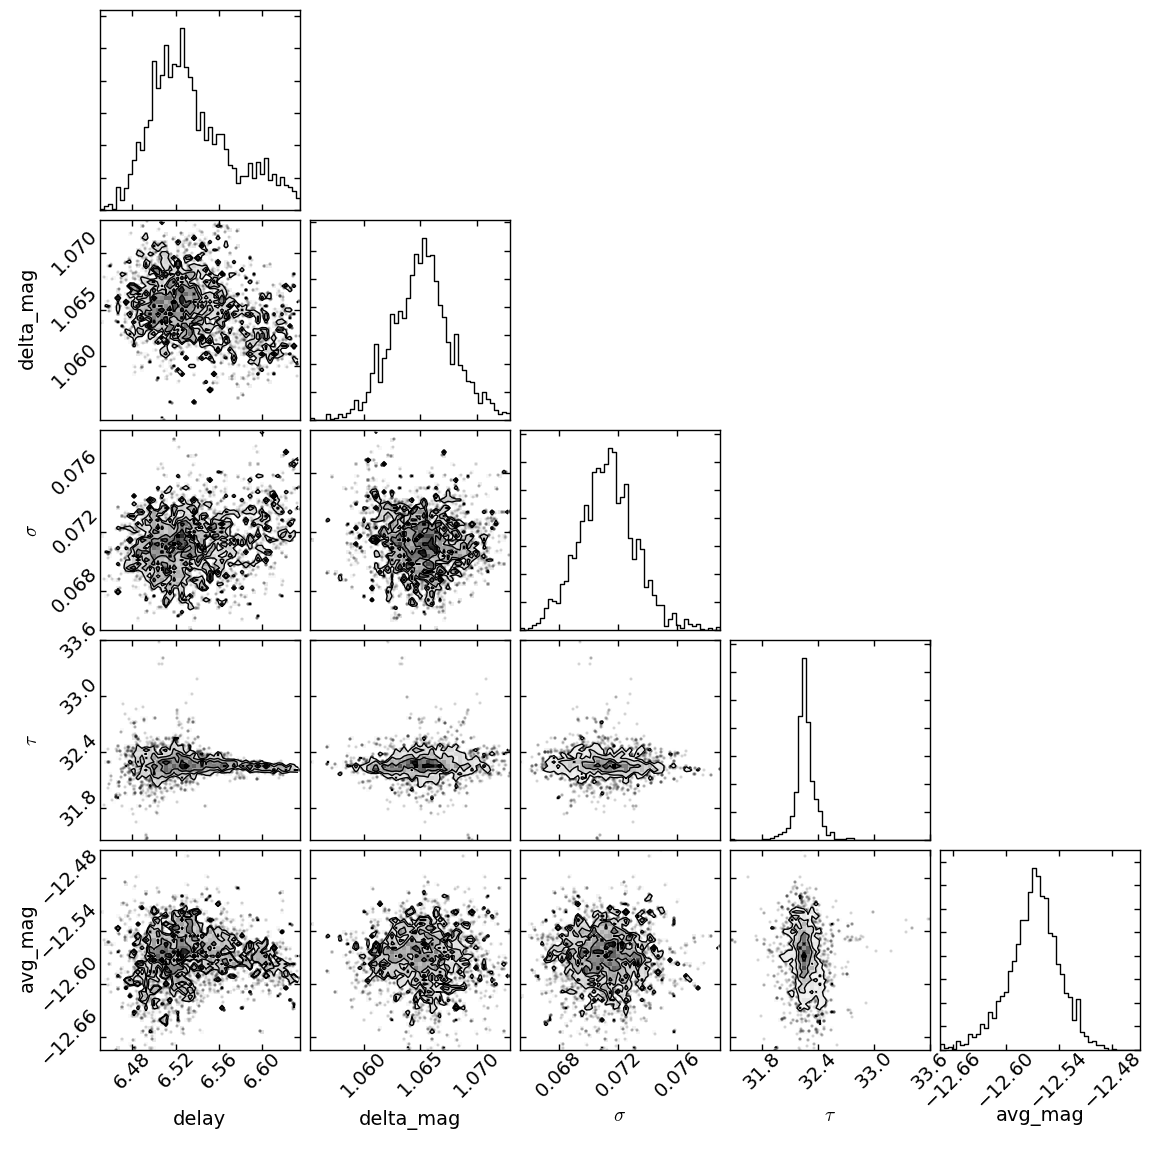 delta_mag
1.070
1.065
1.060
σ
0.076
0.072
0.068
τ
33.6
33.0
32.4
31.8
avg_mag
−12.48
−12.54
−12.60
−12.66
6.48 6.52 6.56 6.60
1.060 1.065 1.070
0.068 0.072 0.076
31.8 32.4 33.0 33.6
−12.66 −12.60 −12.54 −12.48
delay delta_mag σ τ avg_mag